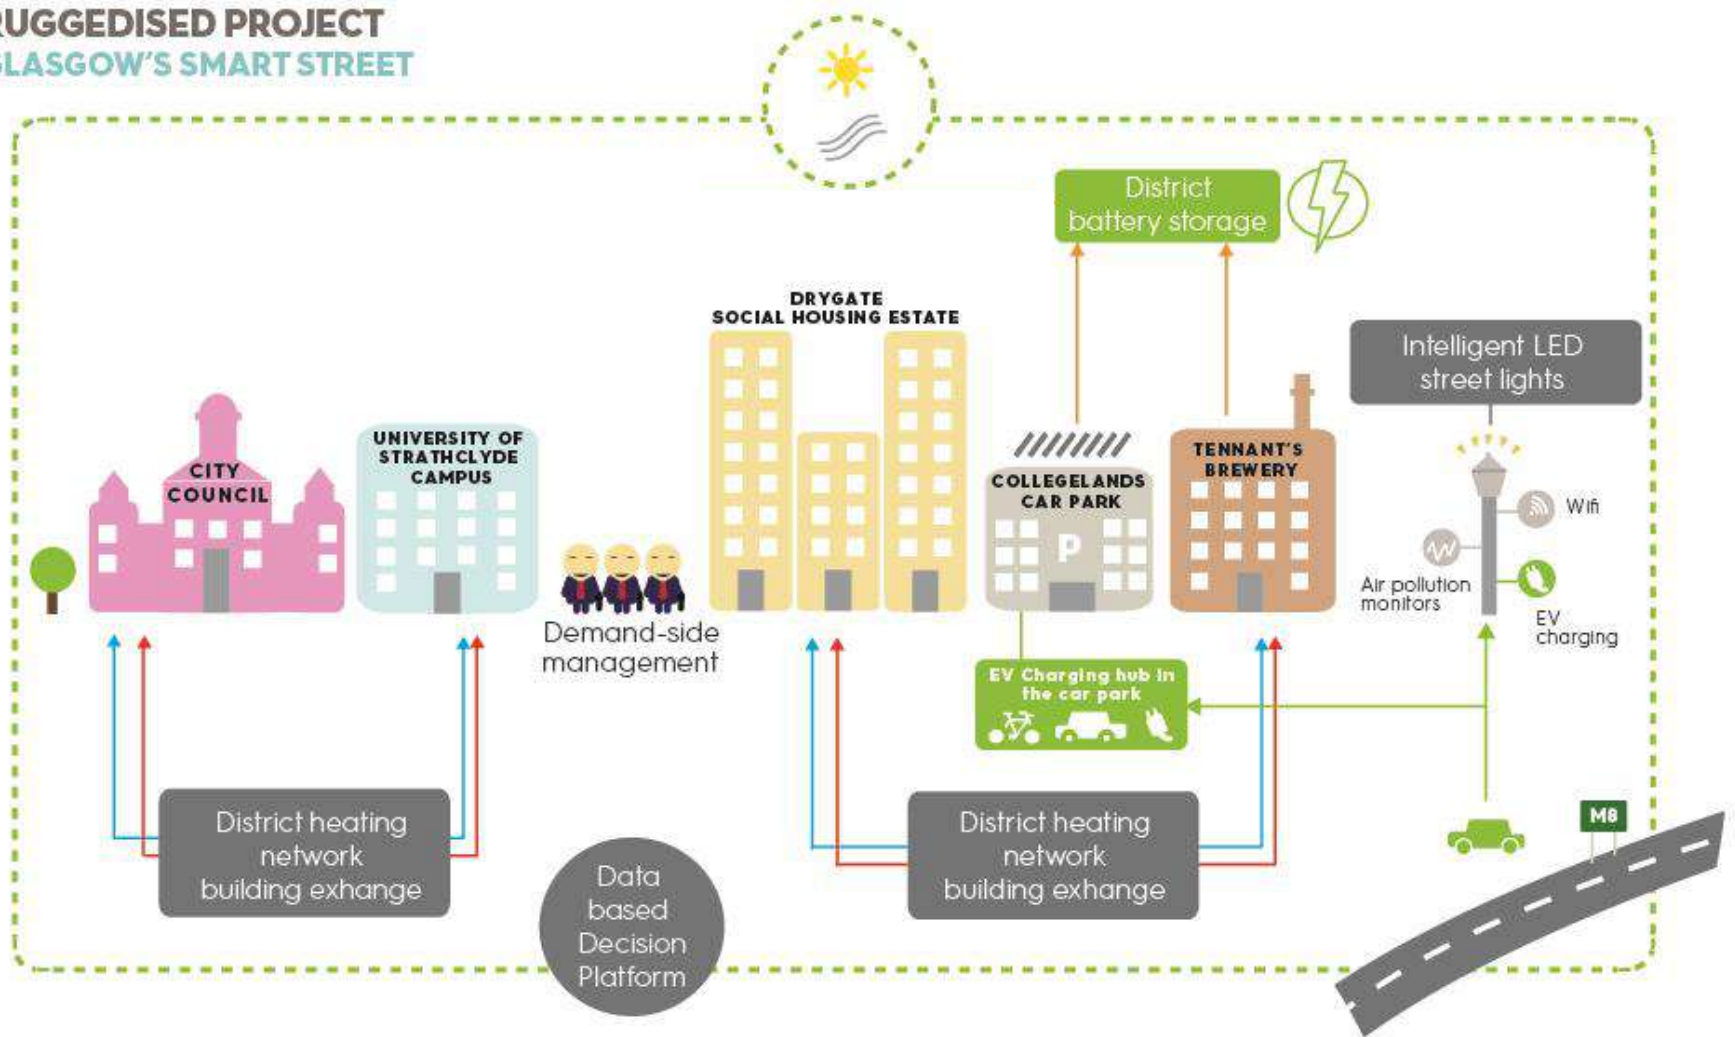 RUGGEDISED PROJECT
GLASGOW'S SMART STREET
District
battery storage
DRYGATE
SOCIAL HOUSING ESTATE
Intelligent LED
street lights
CITY
COUNCIL
UNIVERSITY OF
STRATHCLYDE
CAMPUS
COLLEGELANDS
CAR PARK
P
TENNANT'S
BREWERY
Wifi
Air pollution
monitors
EV
charging
Demand-side
management
EV Charging hub in
the car park
District heating
network
building exhange
Data
based
Decision
Platform
District heating
network
building exhange
M8